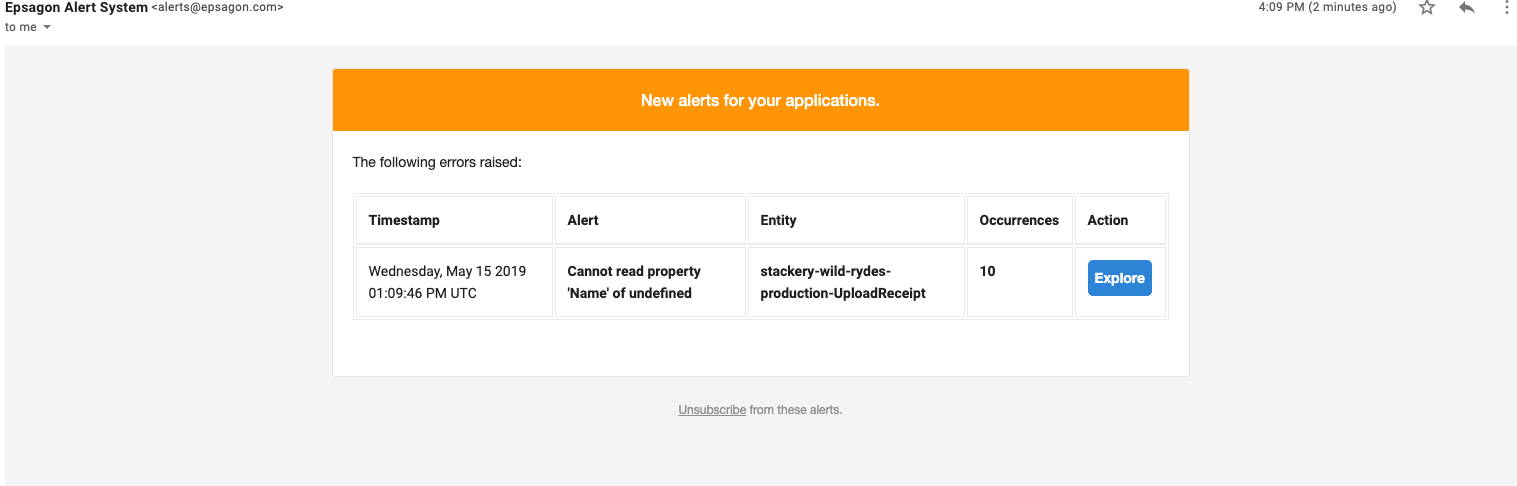 Epsagon Alert System <alerts@epsagon.com>
4:09 PM (2 minutes ago)
to me
New alerts for your applications.
The following errors raised:
Timestamp Alert Entity Occurrences Action
Wednesday, May 15 2019 Cannot read property stackery-wild-rydes- 10 Explore
01:09:46 PM UTC 'Name' of undefined production-UploadReceipt
Unsubscribe from these alerts.